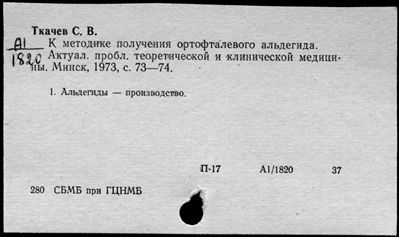 Ткачев С. В.
А1
1820
К методике получения ортофталевого альдегида.
Актуал. пробл. теоретической и клинической медици-
ны. Минск, 1973, с. 73—74.
1. Альдегиды — производство.
П-17 А1/1820 37
280 СБМБ при ГЦНМБ